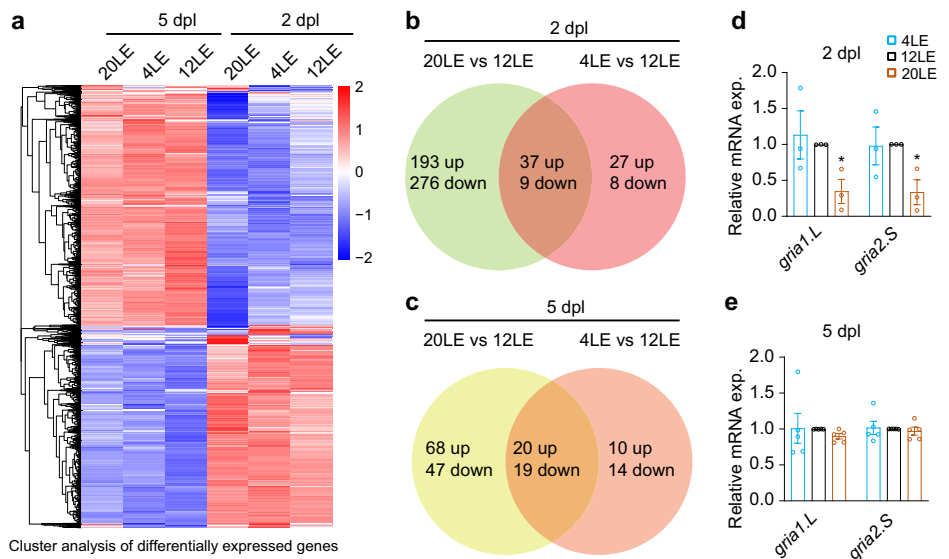 a
5 dpl
2 dpl
20LE
4LE
12LE
20LE
4LE
12LE
2
1
0
−1
−2
Cluster analysis of differentially expressed genes
b
2 dpl
20LE vs 12LE
4LE vs 12LE
193 up
276 down
37 up
9 down
27 up
8 down
c
5 dpl
20LE vs 12LE
4LE vs 12LE
68 up
47 down
20 up
19 down
10 up
14 down
d
2 dpl
4LE
12LE
20LE
Relative mRNA exp.
2.0
1.5
1.0
0.5
0.0
*
*
gria1.L
gria2.S
e
5 dpl
Relative mRNA exp.
2.0
1.5
1.0
0.5
0.0
gria1.L
gria2.S